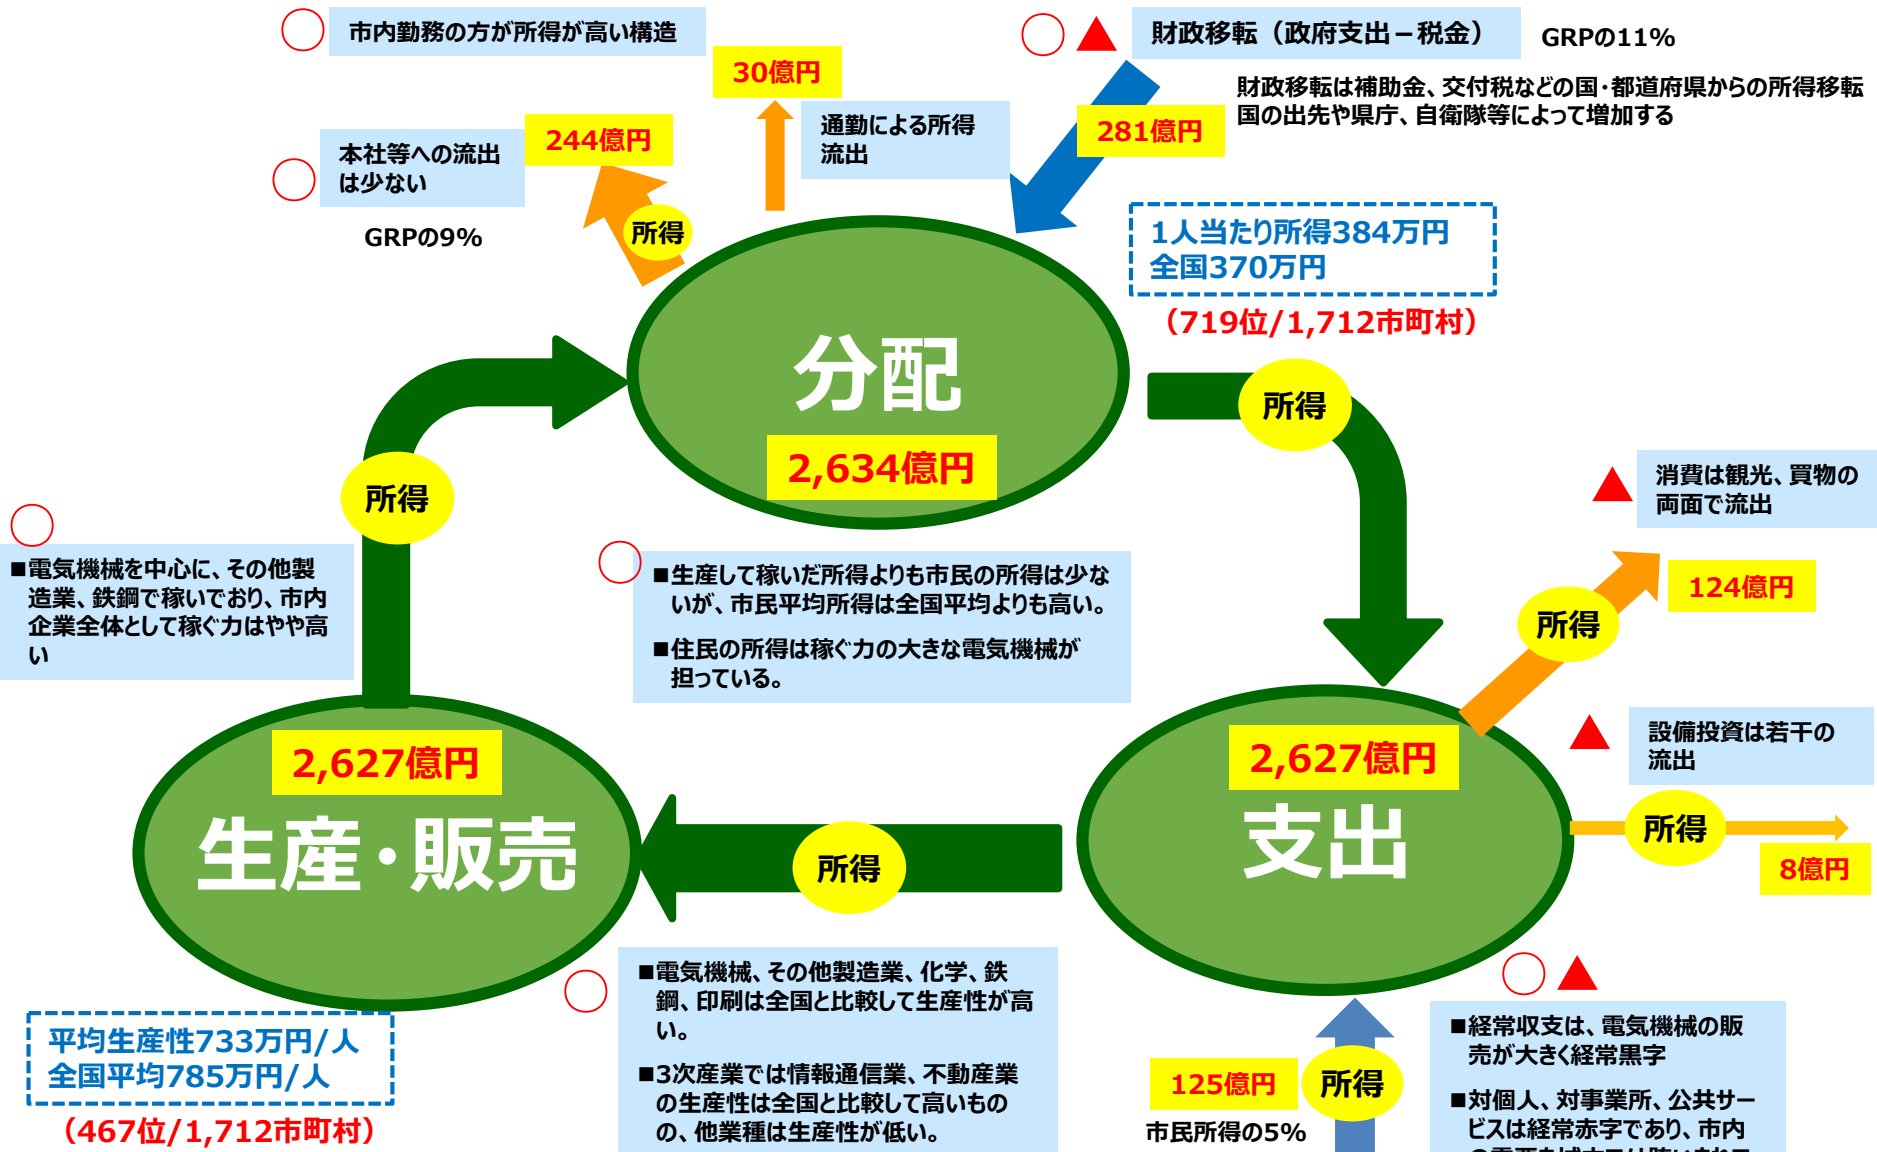 市内勤務の方が所得が高い構造
30億円
財政移転（政府支出－税金）
GRPの11%
財政移転は補助金、交付税などの国・都道府県からの所得移転
国の出先や県庁、自衛隊等によって増加する
281億円
通勤による所得
流出
244億円
本社等への流出
は少ない
GRPの9%
所得
1人当たり所得384万円
全国370万円
（719位/1,712市町村）
分配
2,634億円
所得
所得
消費は観光、買物の
両面で流出
124億円
所得
■電気機械を中心に、その他製
造業、鉄鋼で稼いでおり、市内
企業全体として稼ぐ力はやや高
い
■生産して稼いだ所得よりも市民の所得は少な
いが、市民平均所得は全国平均よりも高い。
■住民の所得は稼ぐ力の大きな電気機械が
担っている。
設備投資は若干の
流出
所得
8億円
2,627億円
生産・販売
2,627億円
支出
所得
平均生産性733万円/人
全国平均785万円/人
（467位/1,712市町村）
■電気機械、その他製造業、化学、鉄
鋼、印刷は全国と比較して生産性が高
い。
■3次産業では情報通信業、不動産業
の生産性は全国と比較して高いもの
の、他業種は生産性が低い。
125億円
所得
市民所得の5%
■経常収支は、電気機械の販
売が大きく経常黒字
■対個人、対事業所、公共サー
ビスは経常赤字であり、市内